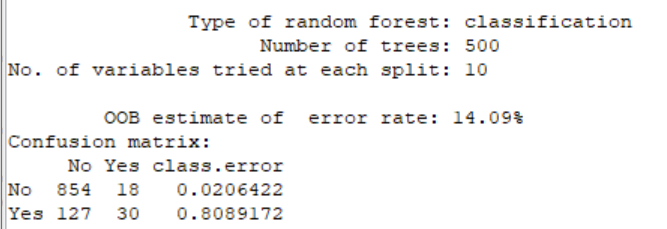 Type of random forest: classification
Number of trees: 500
No. of variables tried at each split: 10
OOB estimate of  error rate: 14.09%
Confusion matrix:
No Yes class.error
No  854  18   0.0206422
Yes 127  30   0.8089172